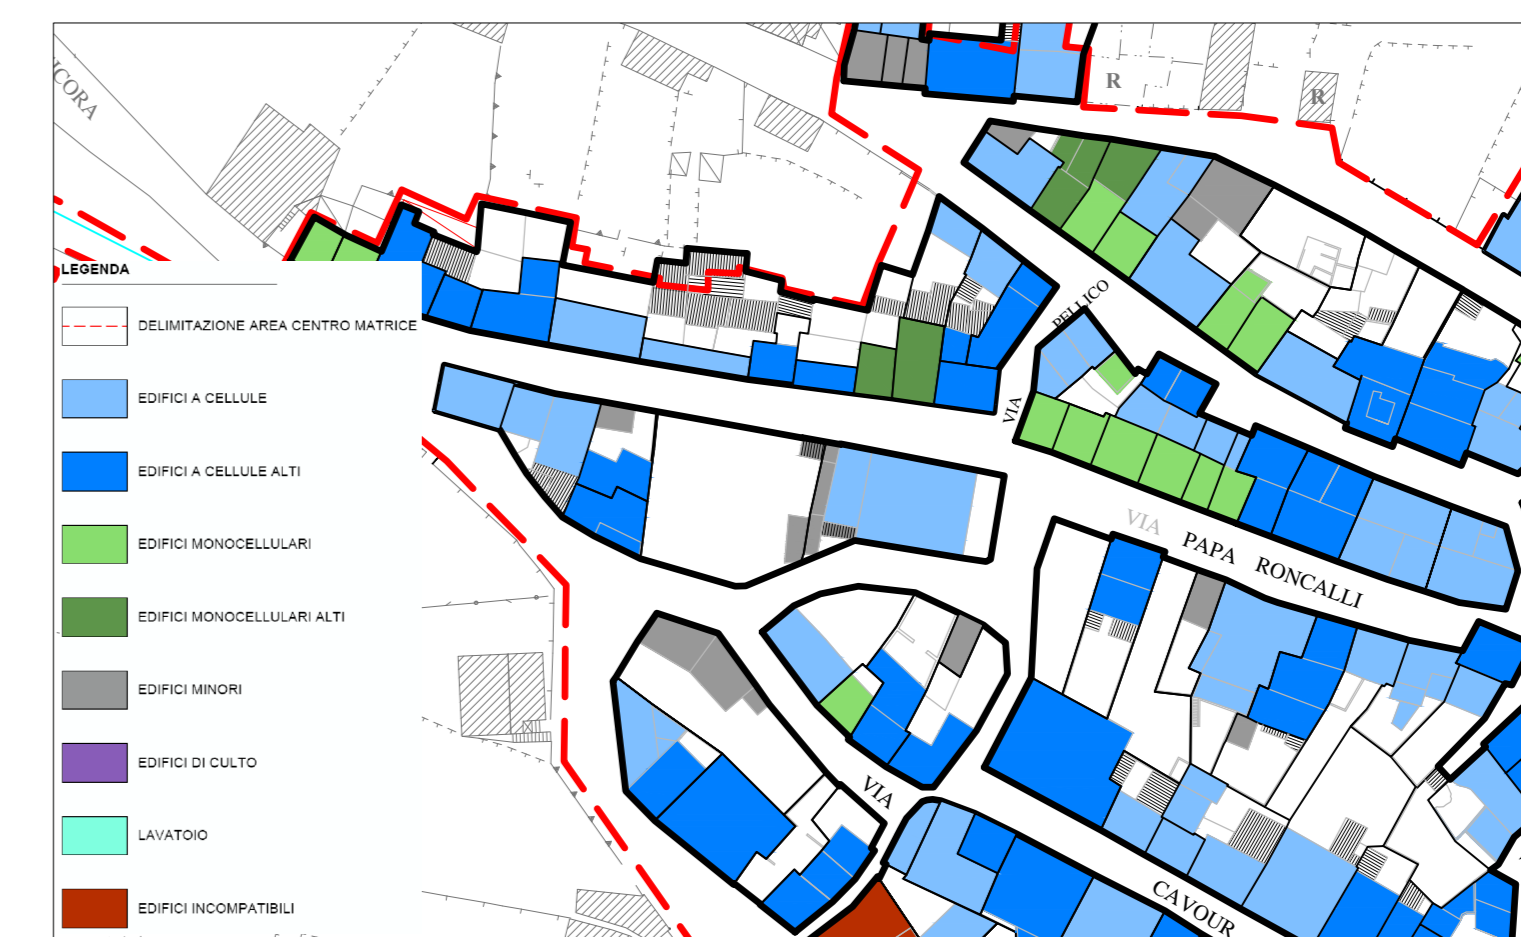 R
R
LEGENDA
DELIMITAZIONE AREA CENTRO MATRICE
EDIFICI A CELLULE
EDIFICI A CELLULE ALTI
EDIFICI MONOCELLULARI
EDIFICI MONOCELLULARI ALTI
EDIFICI MINORI
EDIFICI DI CULTO
LAVATOIO
EDIFICI INCOMPATIBILI
VIA PELLICO
VIA PAPA RONCALLI
VIA CAVOUR